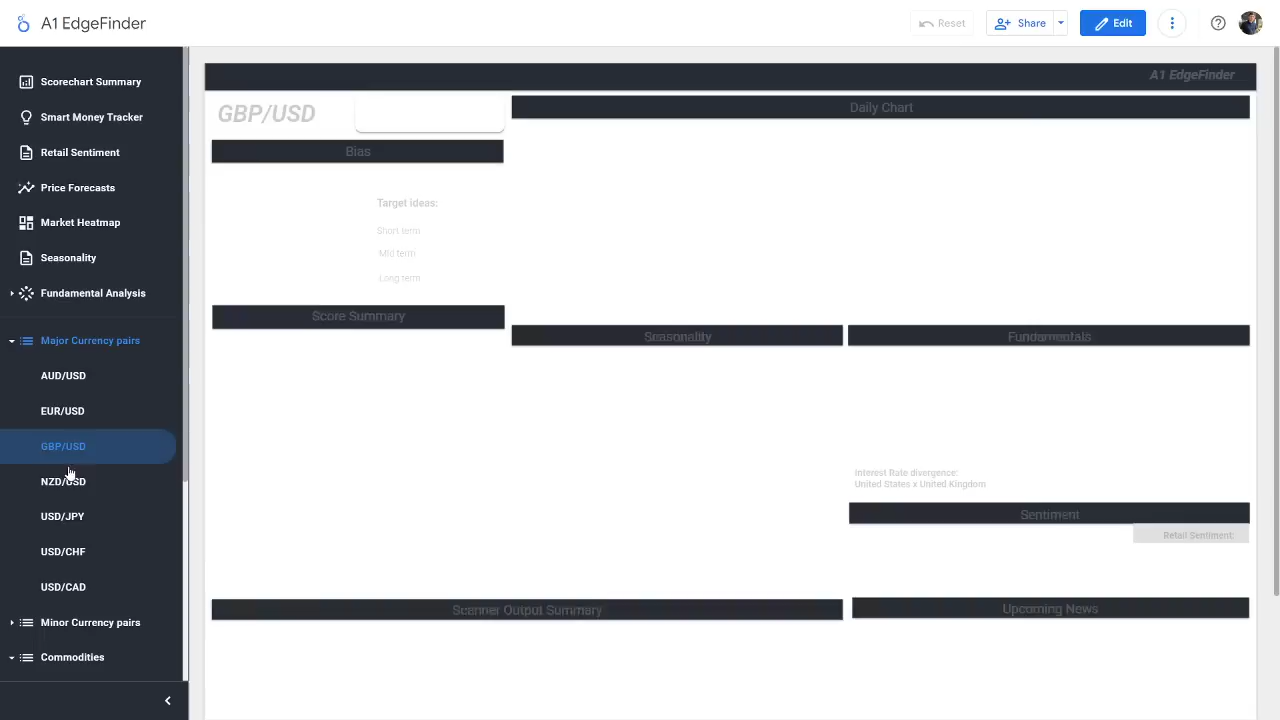 A1 EdgeFinder
Reset
Share
Edit
Scorechart Summary
Smart Money Tracker
Retail Sentiment
Price Forecasts
Market Heatmap
Seasonality
Fundamental Analysis
Major Currency pairs
AUD/USD
EUR/USD
GBP/USD
NZD/USD
USD/JPY
USD/CHF
USD/CAD
Minor Currency pairs
Commodities
A1 EdgeFinder
GBP/USD
Daily Chart
Bias
Target ideas:
Short term
Mid term
Long term
Score Summary
Seasonality
Fundamentals
Interest Rate divergence:
United States x United Kingdom
Sentiment
Retail Sentiment:
Scanner Output Summary
Upcoming News